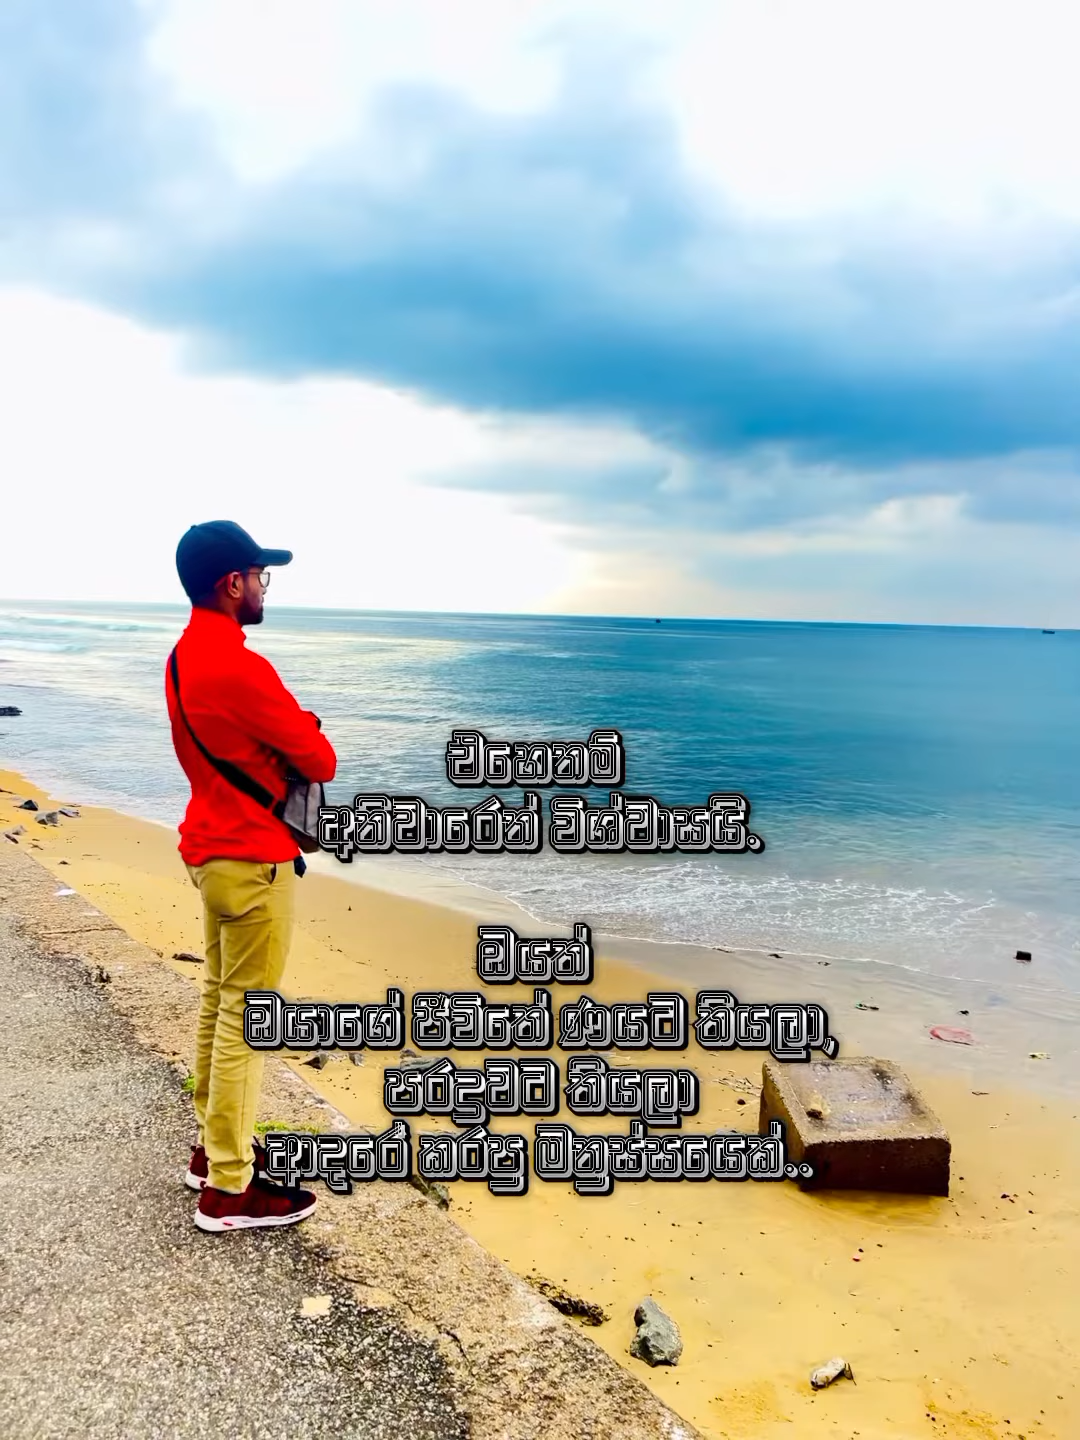 එහෙනම්
අනිවාරෙන් විශ්වාසයි.
ඔයත්
ඔයාගේ ජීවිතේ ණයට තියලා,
පරදුවට තියලා
ආදරේ කරපු මනුස්සයෙක්..